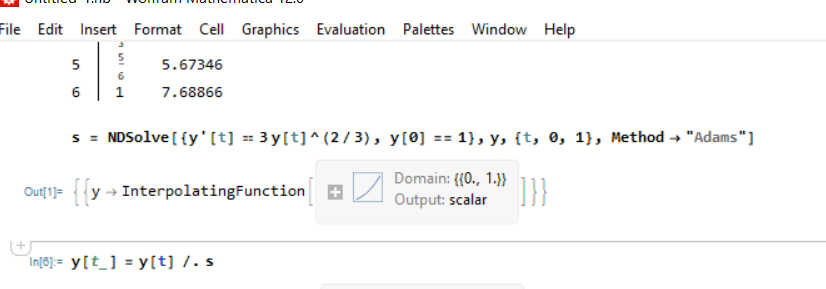 Untitled-1.nb - Wolfram Mathematica 12.0
File Edit Insert Format Cell Graphics Evaluation Palettes Window Help
5 5/6 5.67346
6 1 7.68866
s = NDSolve[{y'[t] == 3 y[t]^(2/3), y[0] == 1}, y, {t, 0, 1}, Method → "Adams"]
Out[1]= {{y → InterpolatingFunction[ Domain: {{0., 1.}} Output: scalar ]}}
In[6]:= y[t_] = y[t] /. s